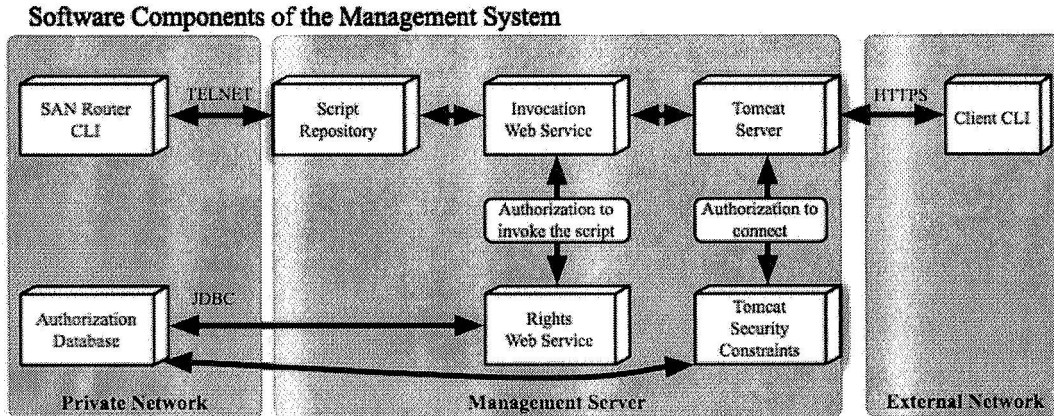 Software Components of the Management System
TELNET
HTTPS
SAN Router
CLI
Script
Repository
Invocation
Web Service
Tomcat
Server
Client CLI
Authorization to
invoke the script
Authorization to
connect
JDBC
Authorization
Database
Rights
Web Service
Tomcat
Security
Constraints
Private Network
Management Server
External Network